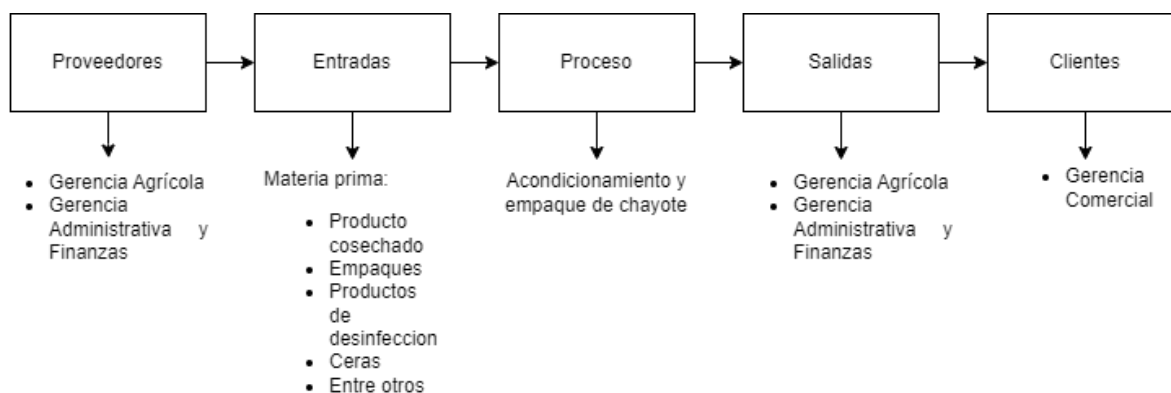 Proveedores
Entradas
Proceso
Salidas
Clientes
• Gerencia Agrícola
• Gerencia
Administrativa y
Finanzas
Materia prima:
• Producto
cosechado
• Empaques
• Productos
de
desinfeccion
• Ceras
• Entre otros
Acondicionamiento y
empaque de chayote
• Gerencia Agrícola
• Gerencia
Administrativa y
Finanzas
• Gerencia
Comercial